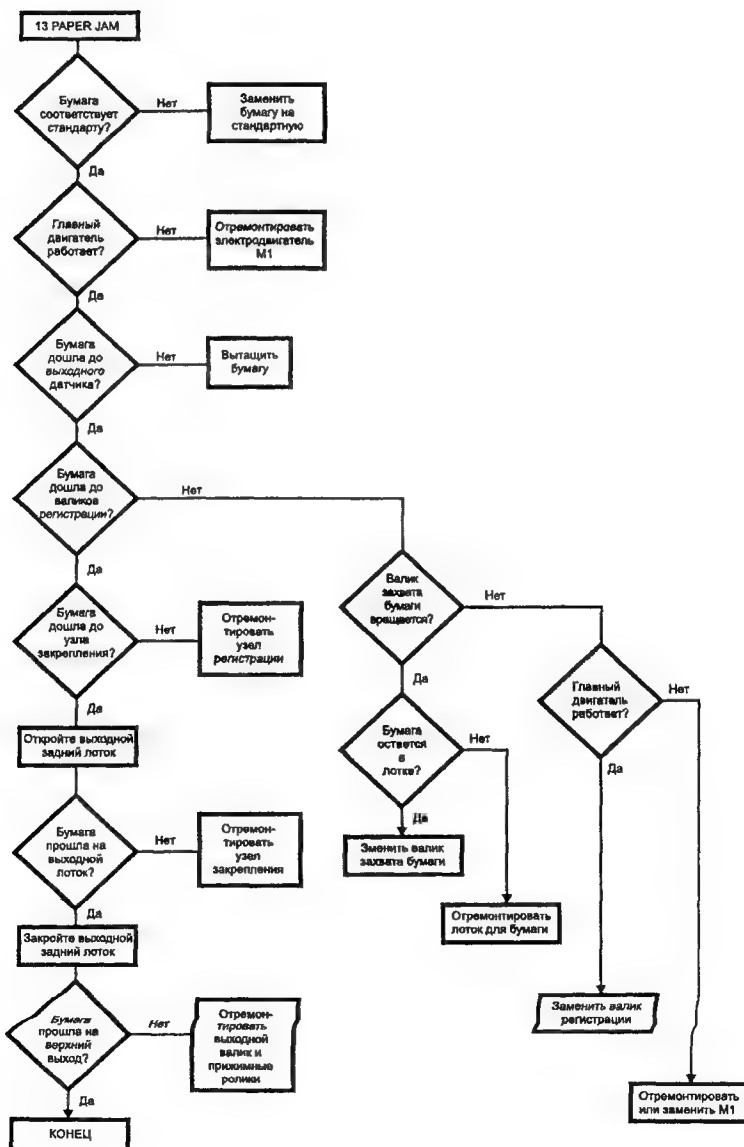 13 PAPER JAM
Бумага
соответствует
стандарту?
Нет
Заменить
бумагу на
стандартную
Да
Главный
двигатель
работает?
Нет
Отремонтировать
электродвигатель
М1
Да
Бумага
дошла до
выходного
датчика?
Нет
Вытащить
бумагу
Да
Бумага
дошла до
валиков
регистрации?
Нет
Да
Валик
захвата
бумаги
вращается?
Нет
Бумага
дошла до
узла
закрепления?
Нет
Отремон-
тировать
узел
регистрации
Да
Главный
двигатель
работает?
Нет
Да
Откройте выходной
задний лоток
Бумага
остается
в
лотке?
Нет
Да
Бумага
прошла на
выходной
лоток?
Нет
Отремон-
тировать
узел
закрепления
Да
Зменить валик
захвата бумаги
Да
Закройте выходной
задний лоток
Отремонтировать
лоток для бумаги
Бумага
прошла на
верхний
выход?
Нет
Отремон-
тировать
выходной
валик и
прижимные
ролики
Заменить валик
регистрации
Да
КОНЕЦ
Отремонтировать
или заменить М1